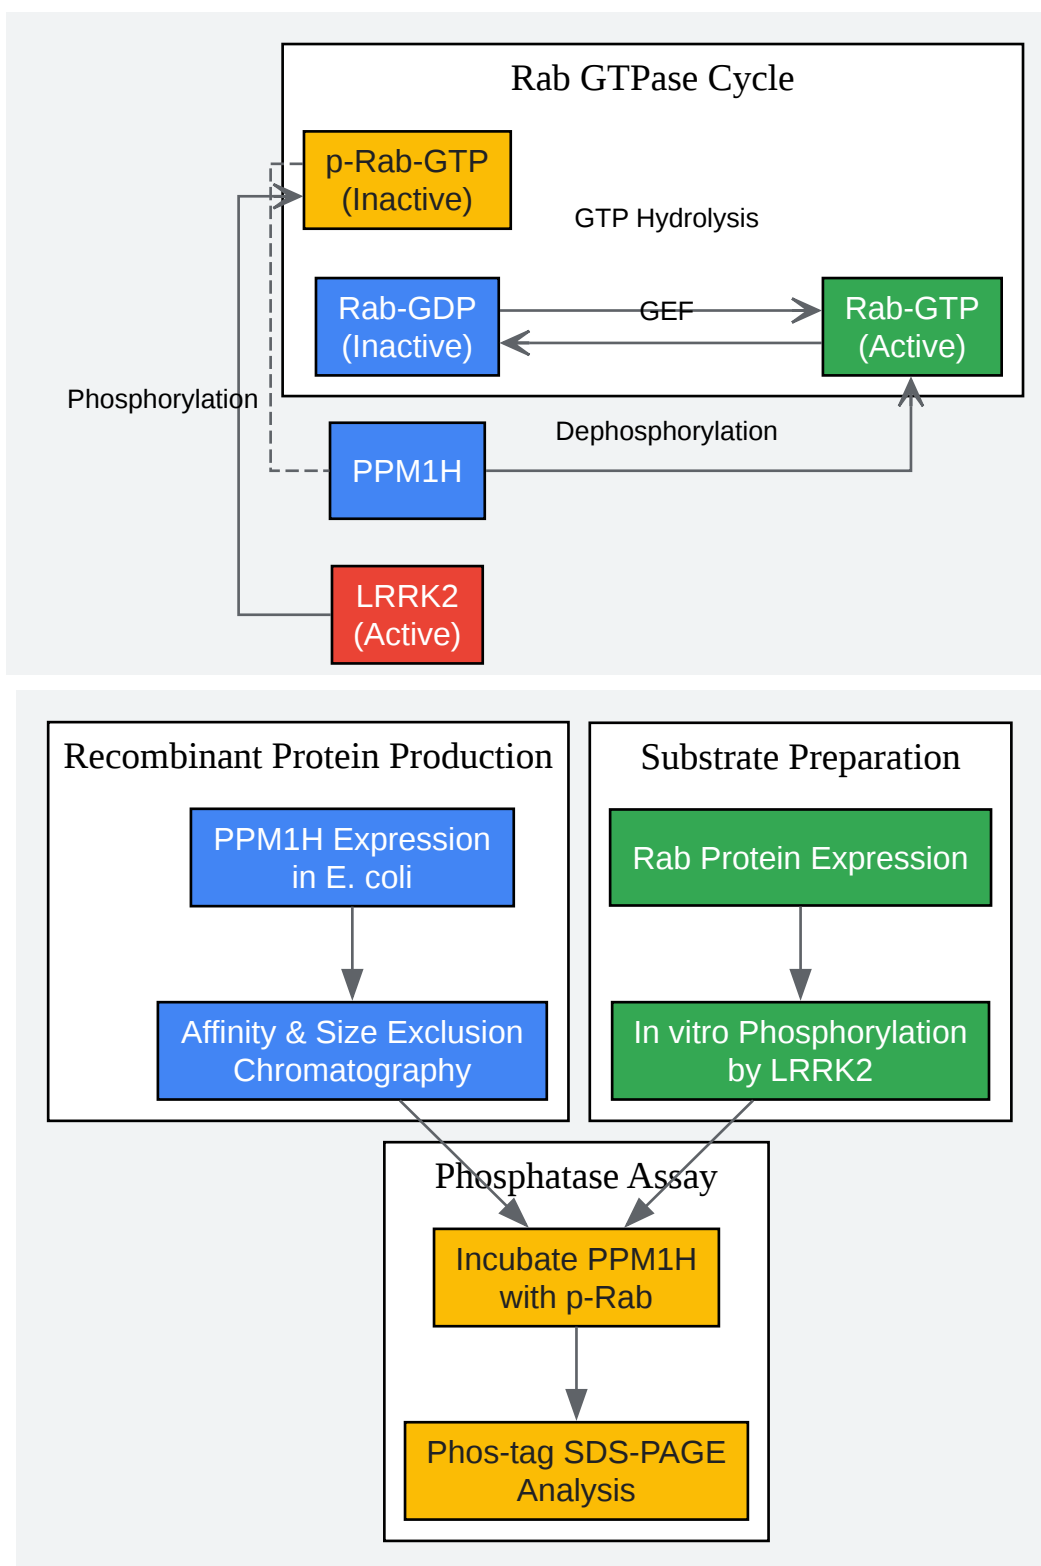 Rab GTPase Cycle
p-Rab-GTP
(Inactive)
GTP Hydrolysis
Rab-GDP
(Inactive)
GEF
Rab-GTP
(Active)
Phosphorylation
Dephosphorylation
PPM1H
LRRK2
(Active)
Recombinant Protein Production
PPM1H Expression
in E. coli
Affinity & Size Exclusion
Chromatography
Substrate Preparation
Rab Protein Expression
In vitro Phosphorylation
by LRRK2
Phosphatase Assay
Incubate PPM1H
with p-Rab
Phos-tag SDS-PAGE
Analysis